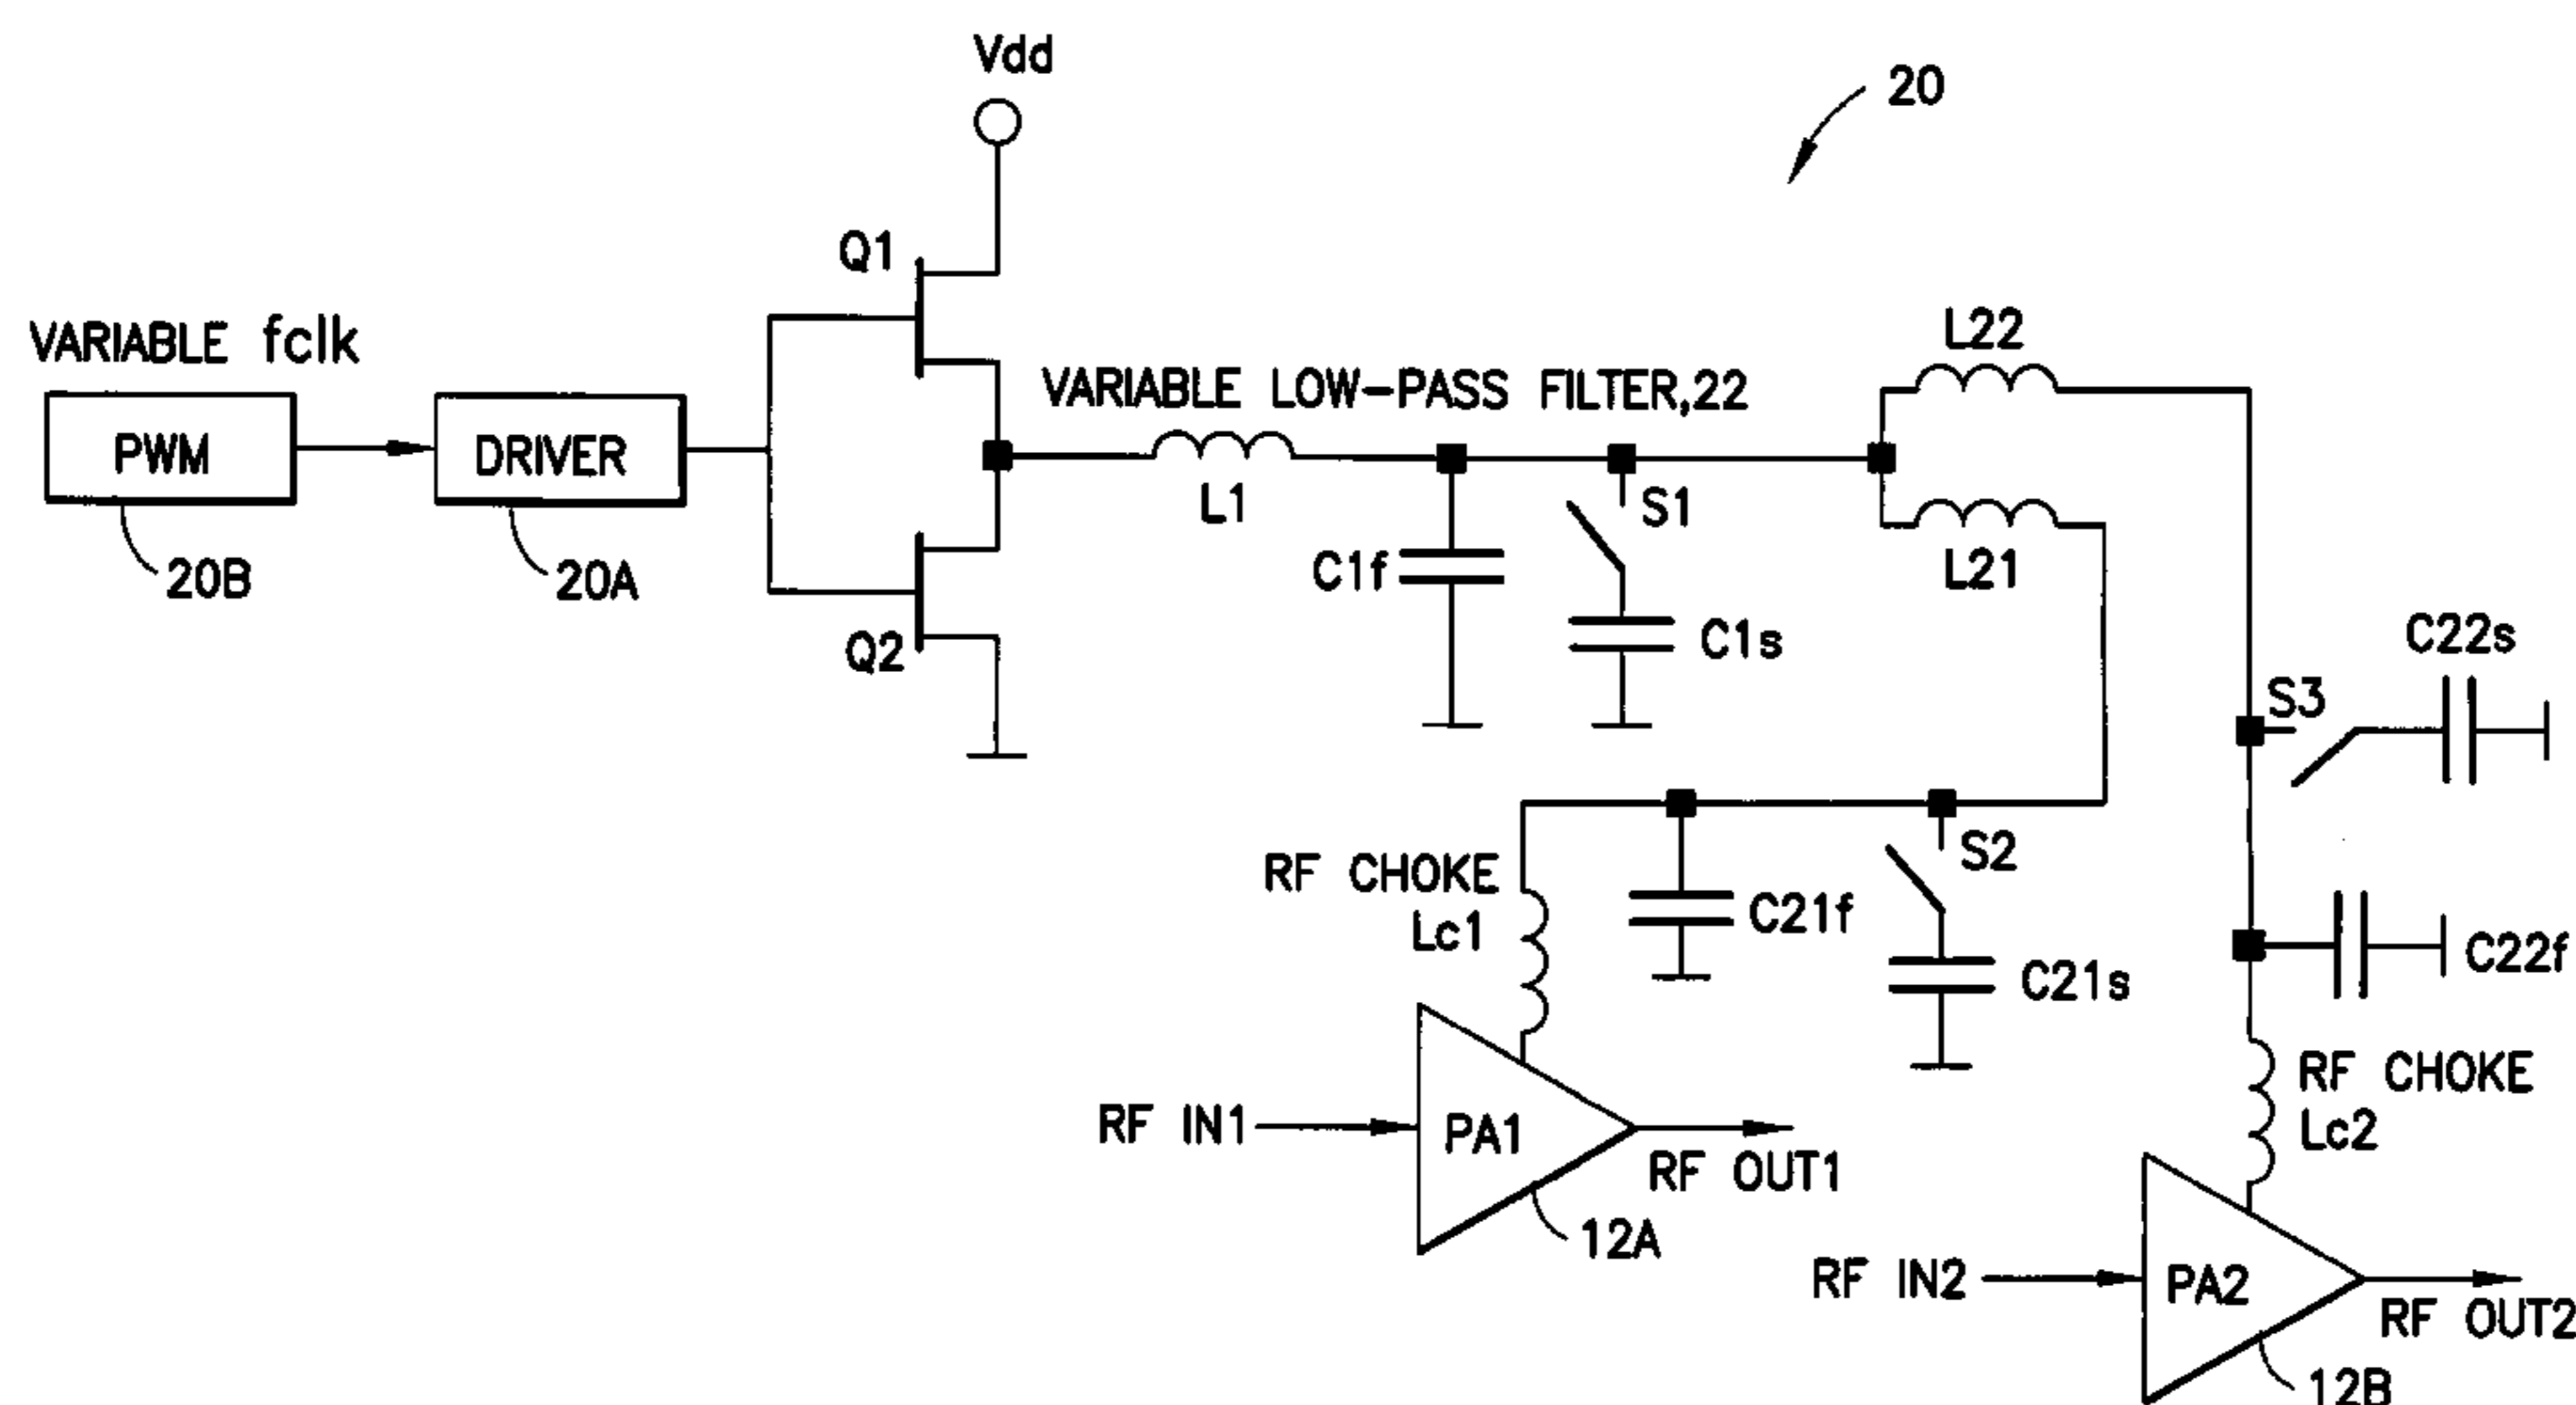 Vdd
20
Q1
VARIABLE fclk
PWM
DRIVER
20B
20A
Q2
VARIABLE LOW-PASS FILTER,22
L1
C1f
S1
C1s
L22
L21
C22s
S3
C22f
S2
RF CHOKE
Lc1
C21f
C21s
RF CHOKE
Lc2
RF IN1
PA1
RF OUT1
12A
RF IN2
PA2
RF OUT2
12B